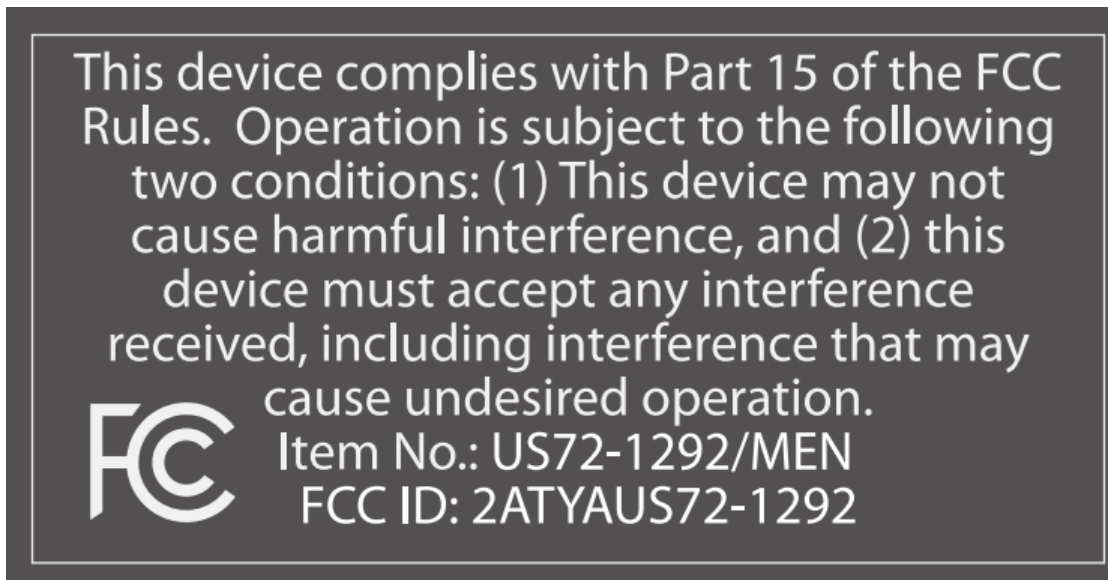 This device complies with Part 15 of the FCC
Rules.  Operation is subject to the following
two conditions: (1) This device may not
cause harmful interference, and (2) this
device must accept any interference
received, including interference that may
cause undesired operation.
FC Item No.: US72-1292/MEN
FCC ID: 2ATYAUS72-1292